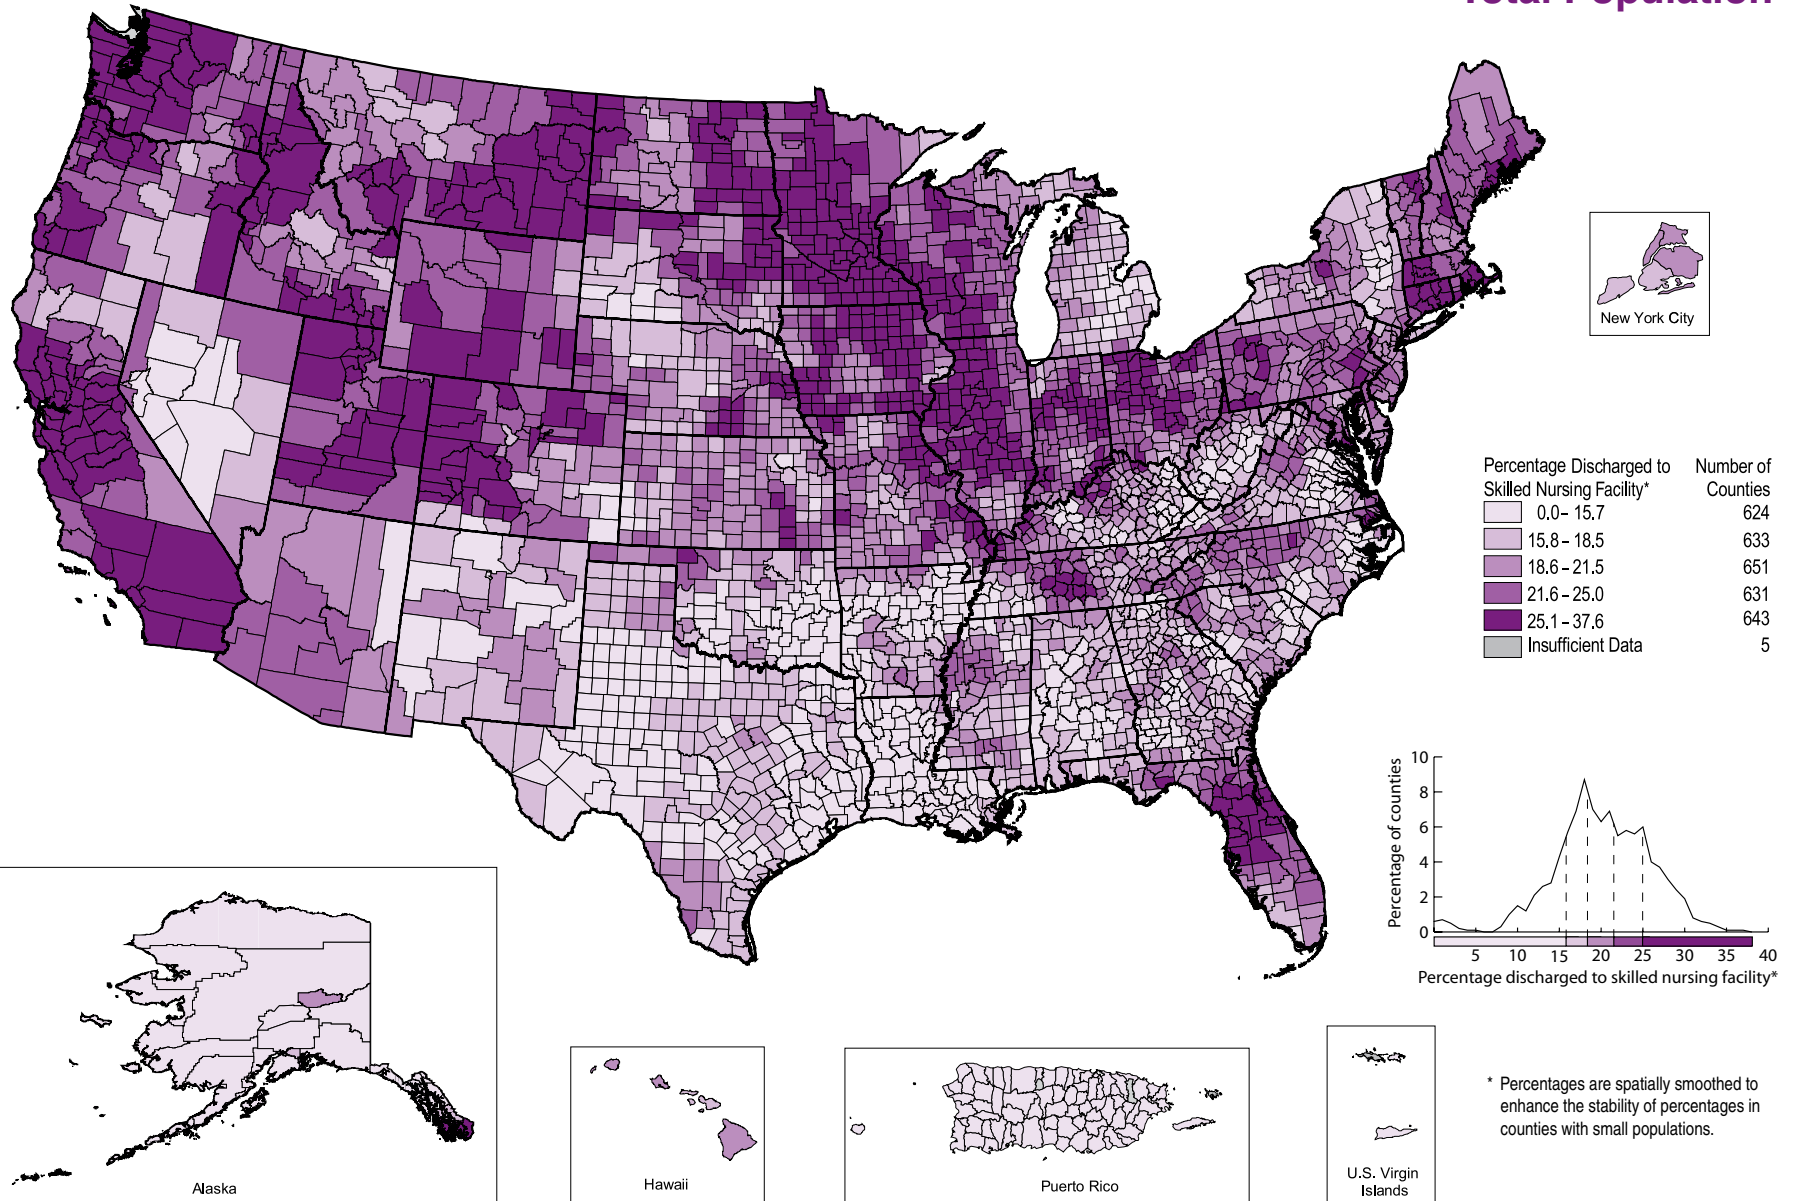 Total Population
New York City
Percentage Discharged to Number of
Skilled Nursing Facility* Counties
0.0 – 15.7 624
15.8 – 18.5 633
18.6 – 21.5 651
21.6 – 25.0 631
25.1 – 37.6 643
Insufficient Data 5
Percentage of counties
10
8
6
4
2
0
5 10 15 20 25 30 35 40
Percentage discharged to skilled nursing facility*
* Percentages are spatially smoothed to
enhance the stability of percentages in
counties with small populations.
Alaska
Hawaii
Puerto Rico
U.S. Virgin
Islands